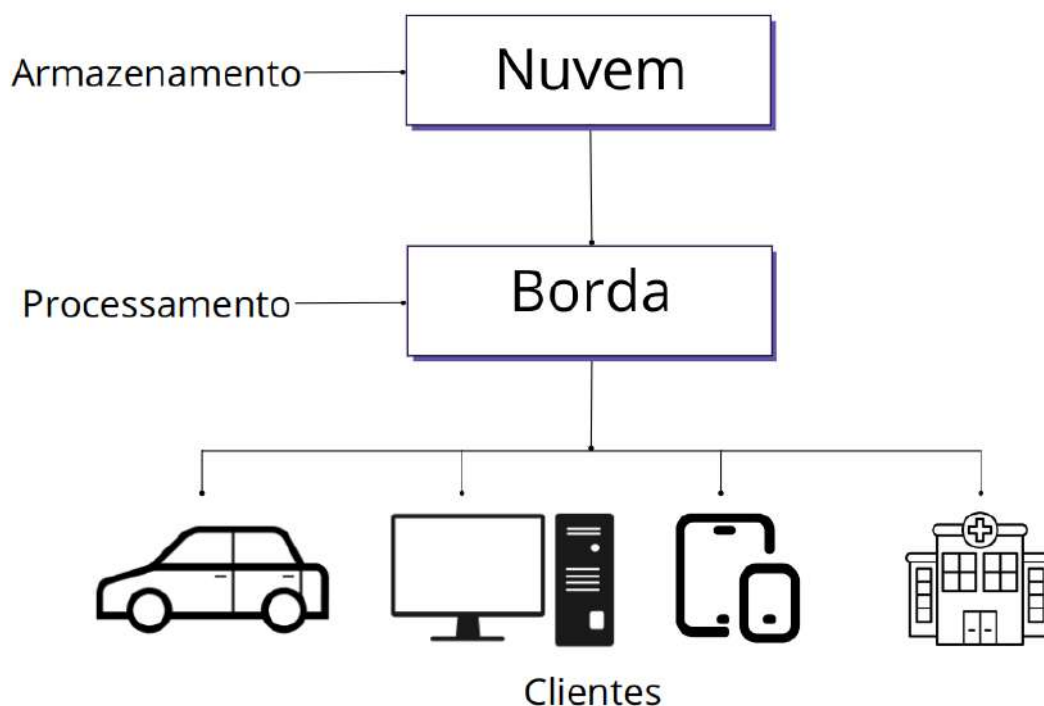 Nuvem
Armazenamento
Borda
Processamento
Clientes